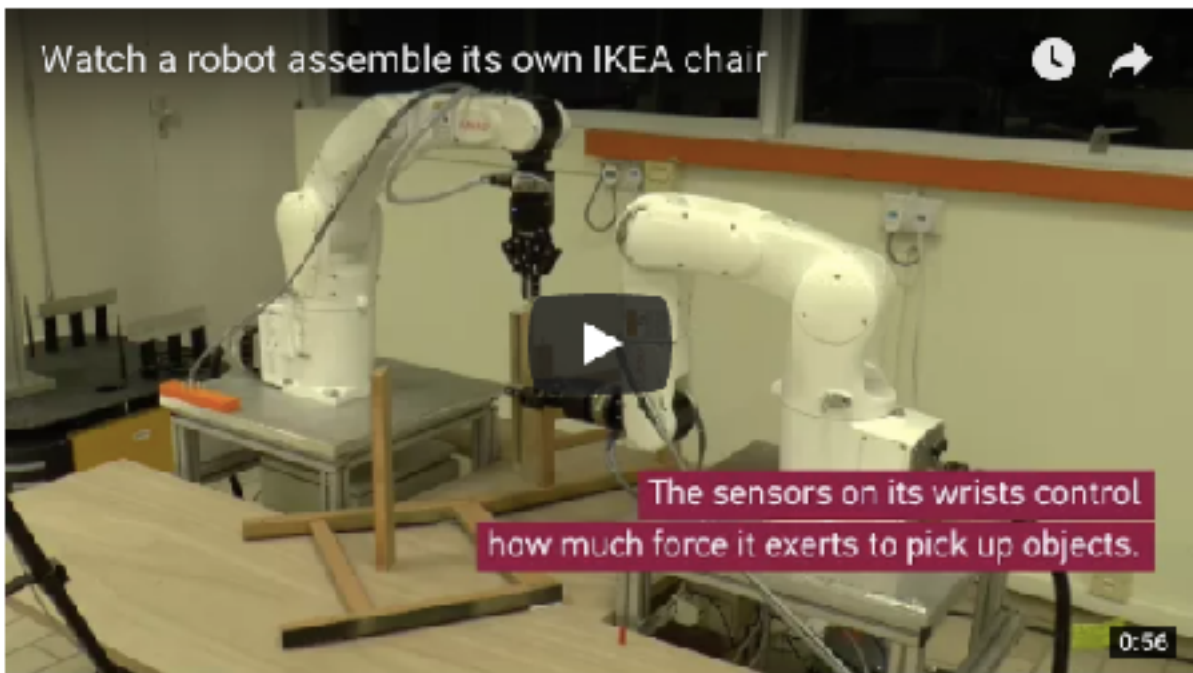 Watch a robot assemble its own IKEA chair
The sensors on its wrists control
how much force it exerts to pick up objects.
0:56